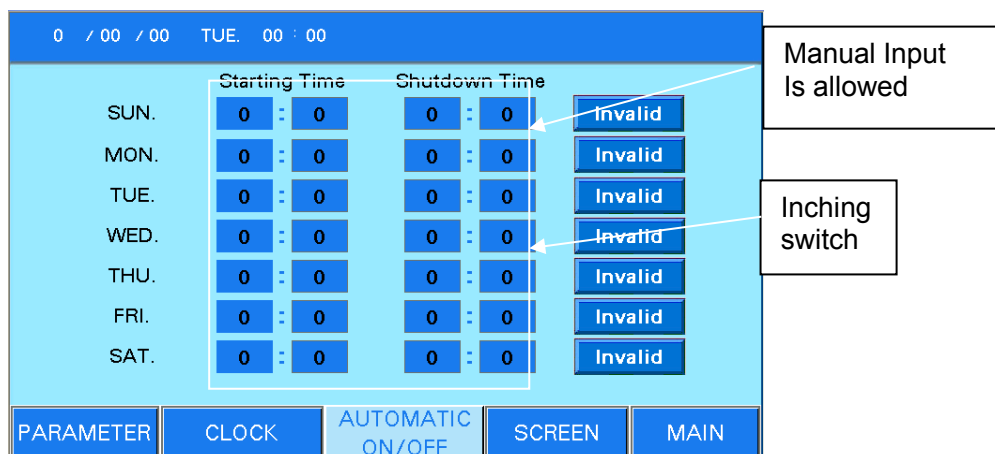 0 / 00 / 00 TUE. 00 : 00
Manual Input
Is allowed
Starting Time Shutdown Time
SUN. 0 : 0 0 : 0 Invalid
MON. 0 : 0 0 : 0 Invalid
TUE. 0 : 0 0 : 0 Invalid
Inching
switch
WED. 0 : 0 0 : 0 Invalid
THU. 0 : 0 0 : 0 Invalid
FRI. 0 : 0 0 : 0 Invalid
SAT. 0 : 0 0 : 0 Invalid
PARAMETER CLOCK AUTOMATIC ON/OFF SCREEN MAIN